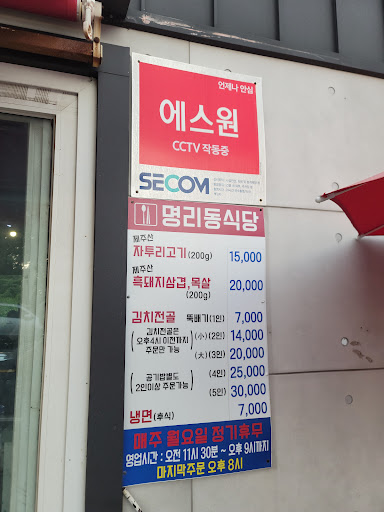 언제나 안심
에스원
CCTV 작동중
SECOM
명리동식당
제주산
자투리고기(200g) 15,000
제주산
흑돼지삼겹,목살 20,000
(200g)
김치전골 뚝배기(1인) 7,000
(김치전골은 (小)(2인) 14,000
오후4시 이전까지
주문만 가능) (大)(3인) 20,000
(공기밥별도 (4인) 25,000
2인이상 주문가능) (5인) 30,000
냉면(후식) 7,000
매주 월요일 정기휴무
영업시간 : 오전 11시 30분~ 오후 9시까지
마지막주문 오후 8시